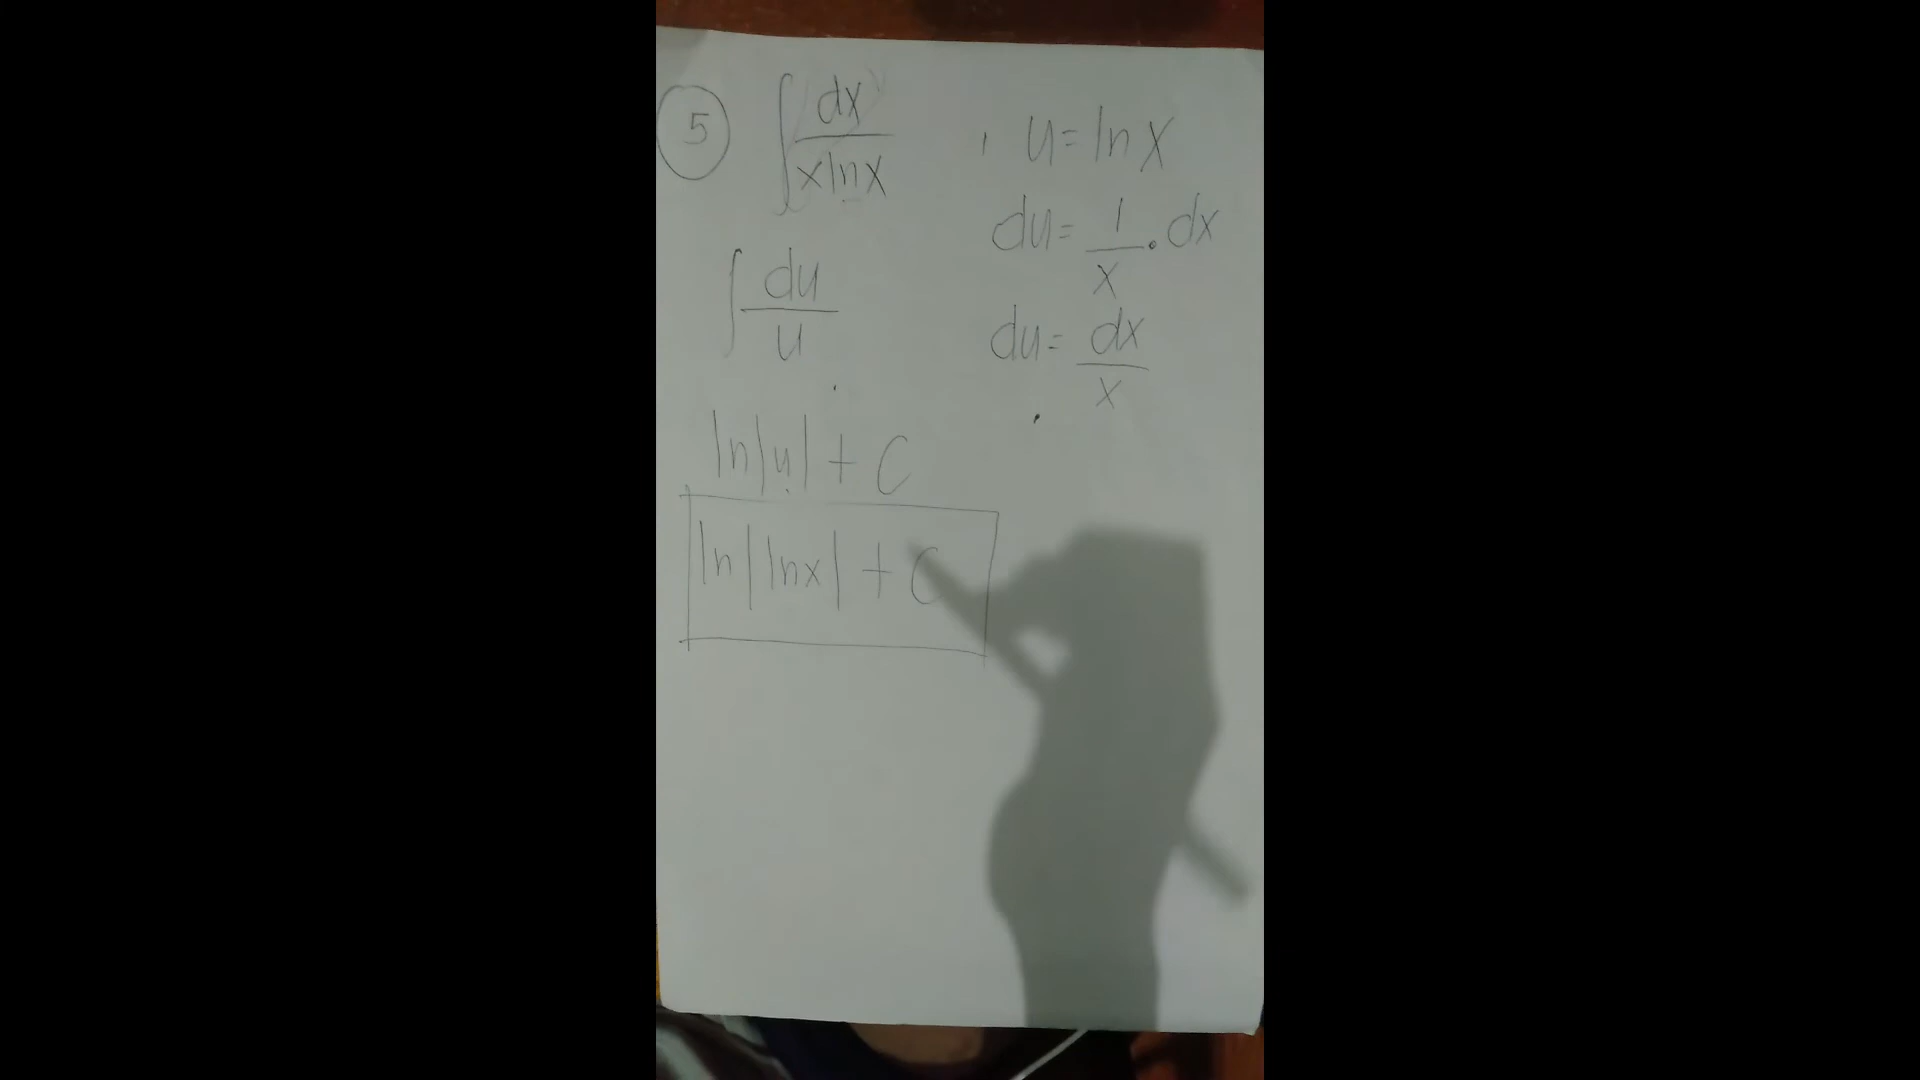 5
∫ dx / x ln x
u = ln x
du = 1/x · dx
∫ du / u
du = dx / x
ln|u| + C
ln|ln x| + C